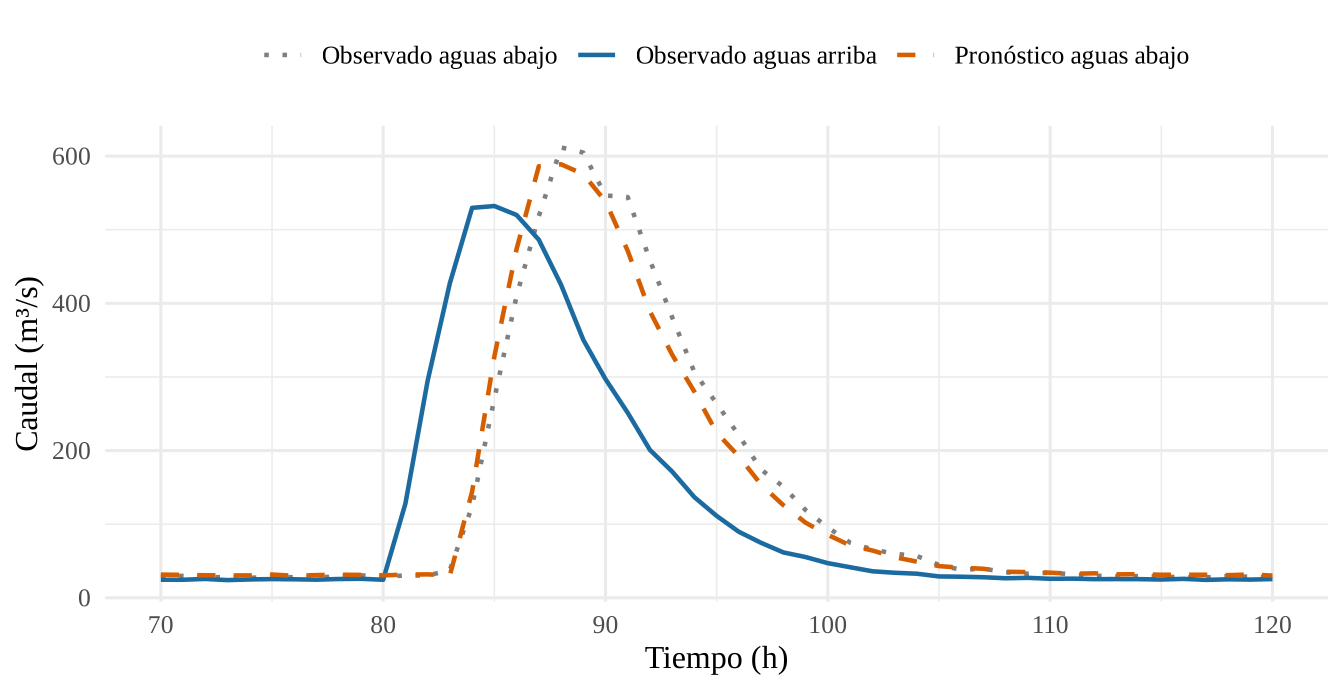 Observado aguas abajo Observado aguas arriba Pronóstico aguas abajo
600
400
200
0
Caudal (m³/s)
70 80 90 100 110 120
Tiempo (h)